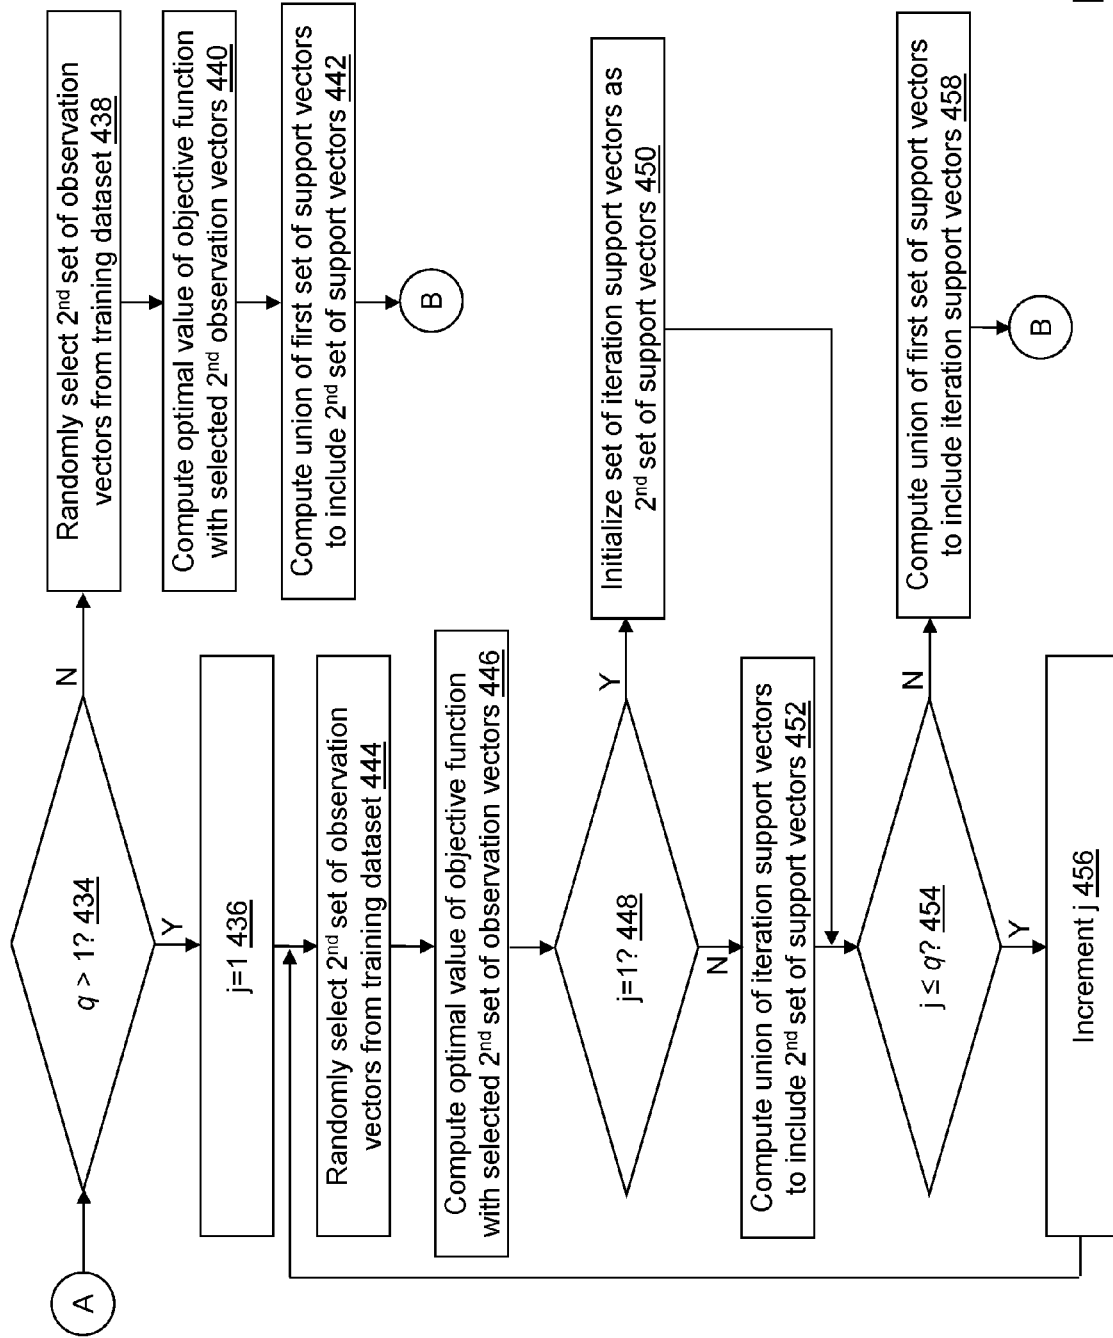 A
q > 1? 434
N
Y
Randomly select 2nd set of observation
vectors from training dataset 438
Compute optimal value of objective function
with selected 2nd observation vectors 440
Compute union of first set of support vectors
to include 2nd set of support vectors 442
B
j=1 436
Randomly select 2nd set of observation
vectors from training dataset 444
Compute optimal value of objective function
with selected 2nd set of observation vectors 446
j=1? 448
Y
N
Initialize set of iteration support vectors as
2nd set of support vectors 450
Compute union of iteration support vectors
to include 2nd set of support vectors 452
j ≤ q? 454
N
Y
Compute union of first set of support vectors
to include iteration support vectors 458
B
Increment j 456